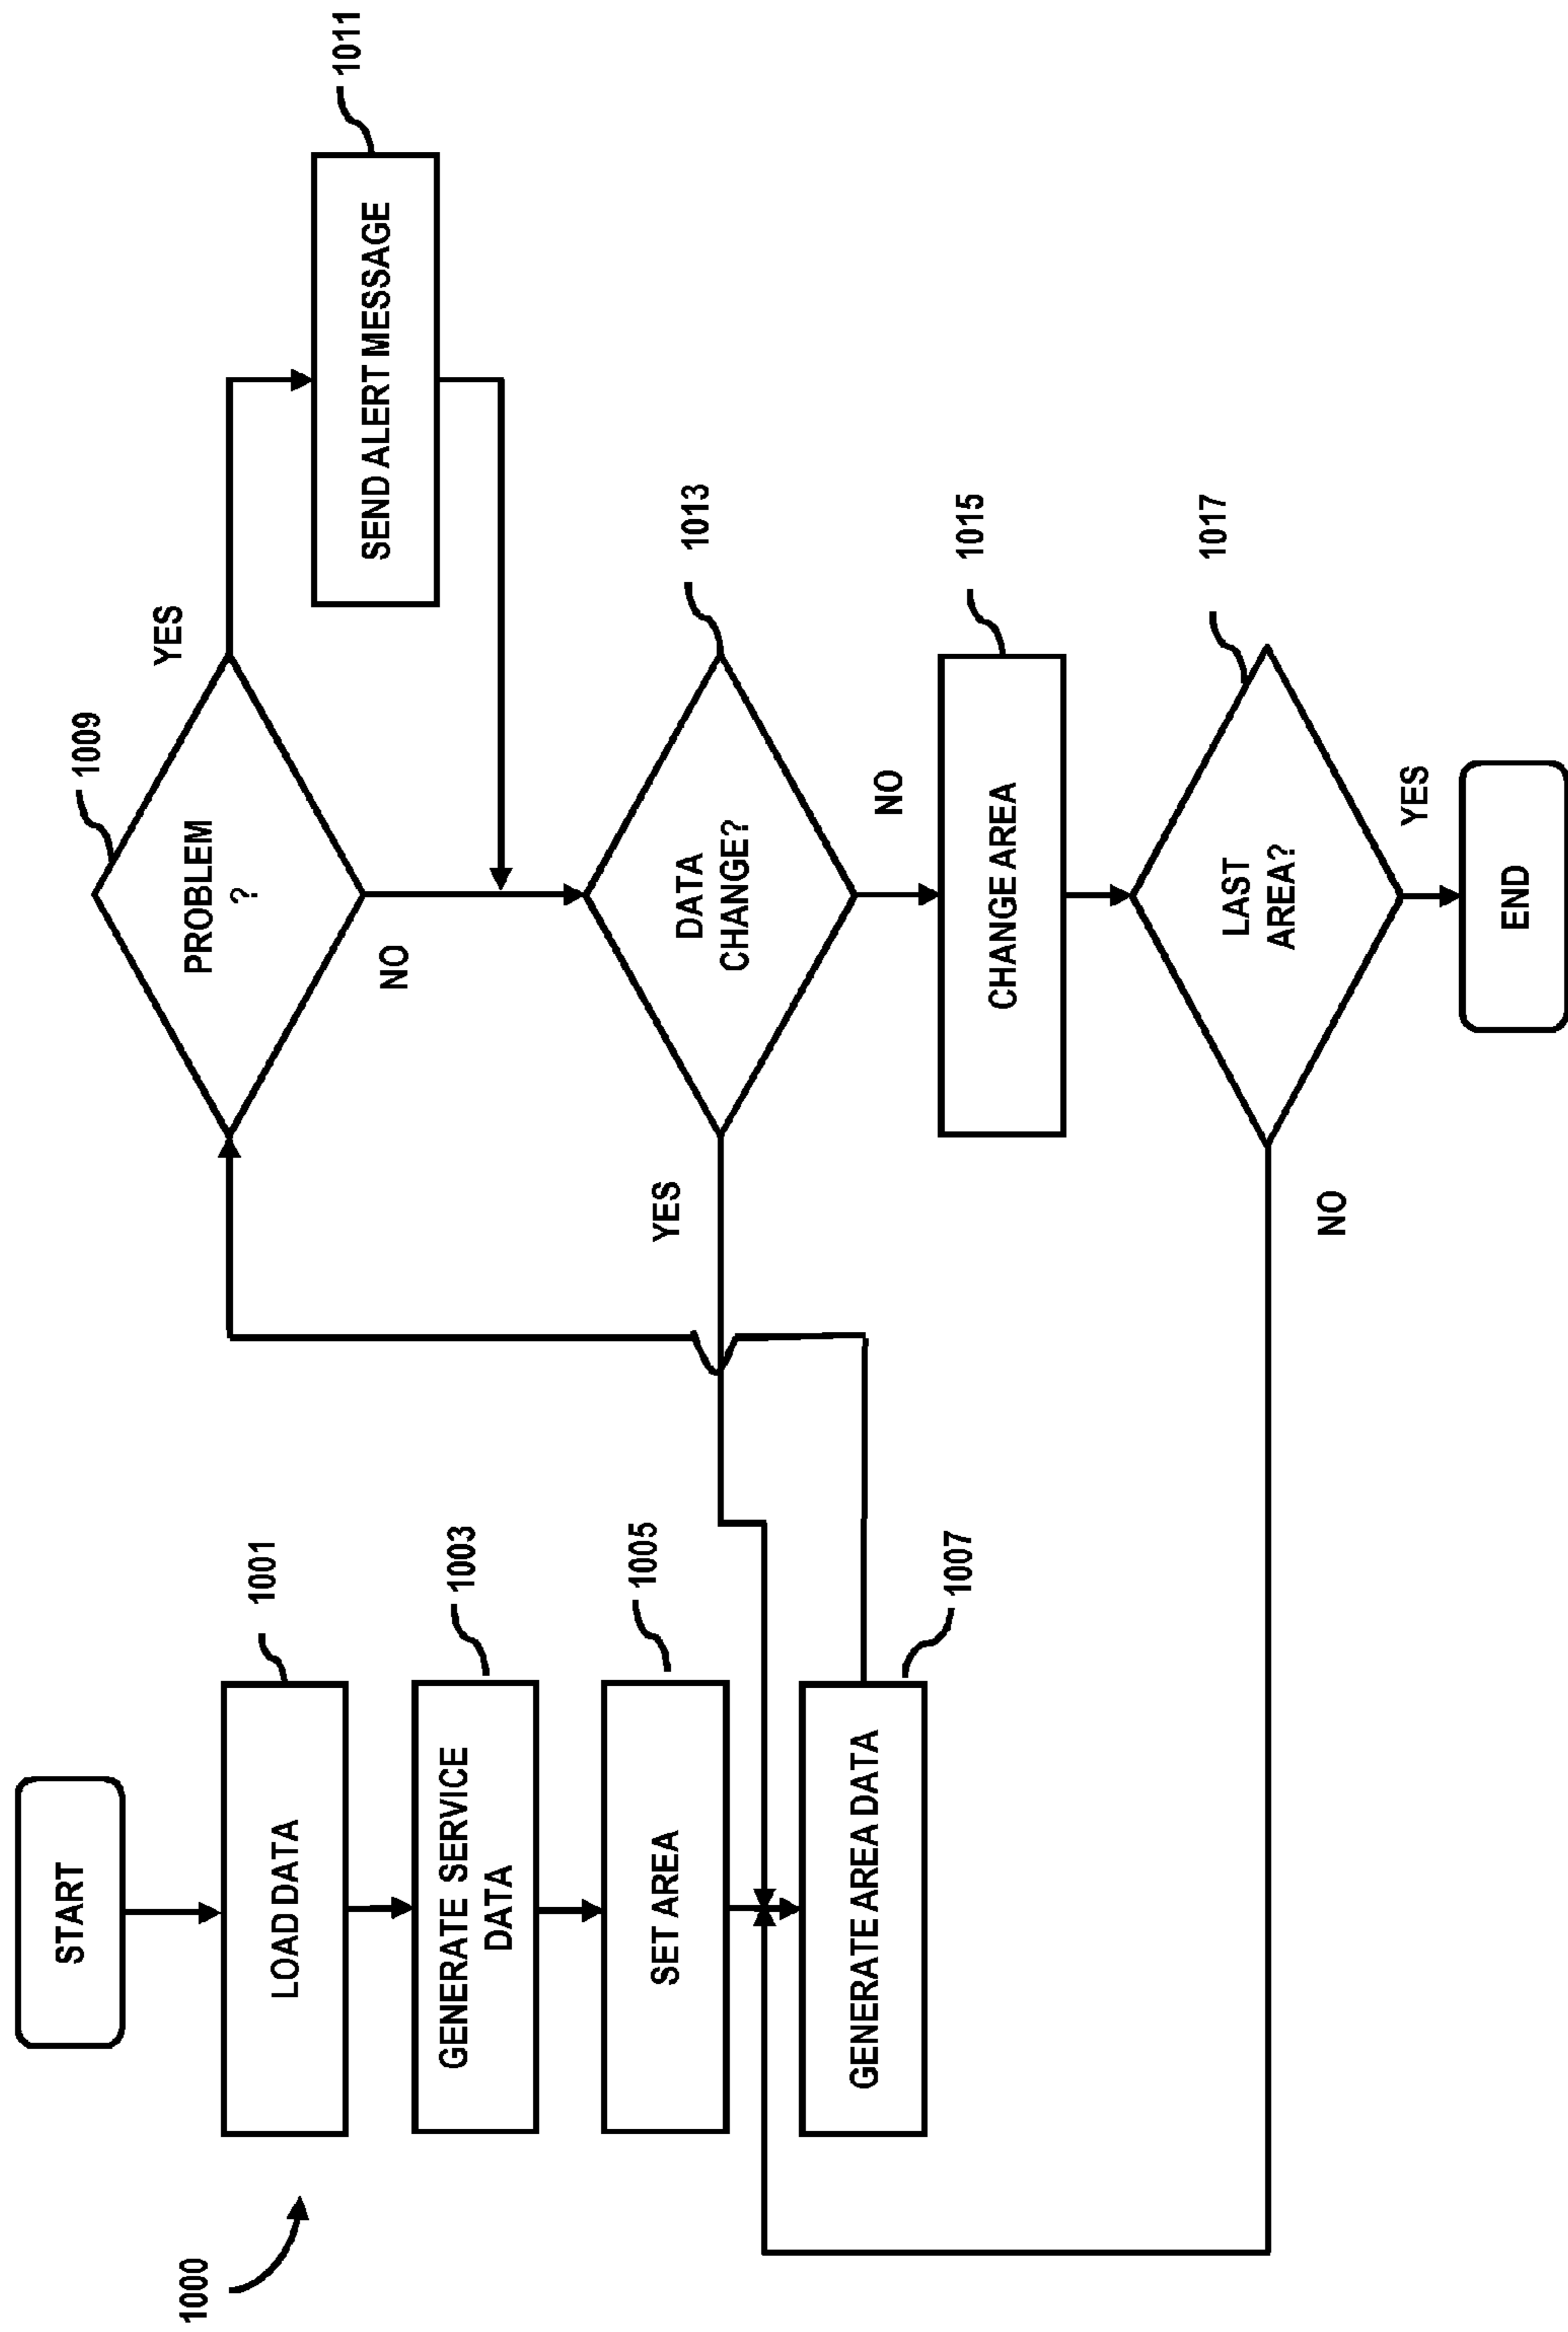 1000
START
LOAD DATA
1001
GENERATE SERVICE
DATA
1003
SET AREA
1005
GENERATE AREA DATA
1007
PROBLEM
?
1009
YES
NO
SEND ALERT MESSAGE
1011
DATA
CHANGE?
1013
YES
NO
CHANGE AREA
1015
LAST
AREA?
1017
NO
YES
END